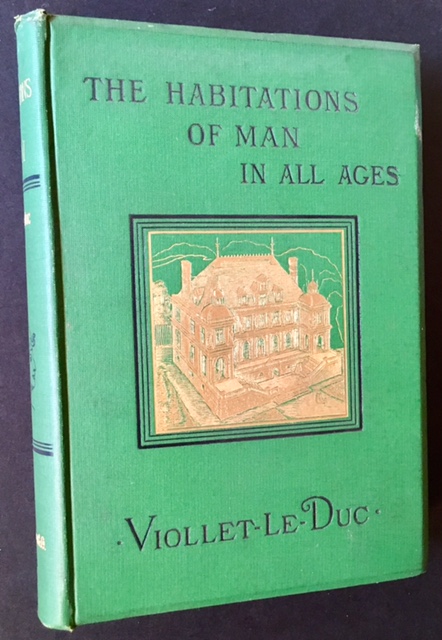 THE HABITATIONS
OF MAN
IN ALL AGES
·VIOLLET-LE-DUC·